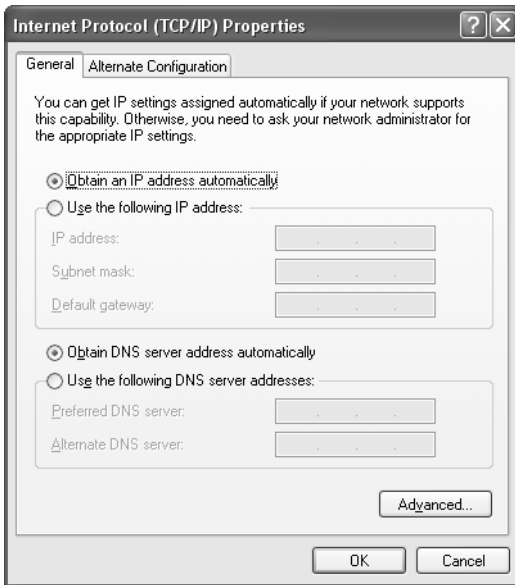 Internet Protocol (TCP/IP) Properties
General
Alternate Configuration
You can get IP settings assigned automatically if your network supports
this capability. Otherwise, you need to ask your network administrator for
the appropriate IP settings.
Obtain an IP address automatically
Use the following IP address:
IP address:
Subnet mask:
Default gateway:
Obtain DNS server address automatically
Use the following DNS server addresses:
Preferred DNS server:
Alternate DNS server:
Advanced...
OK
Cancel